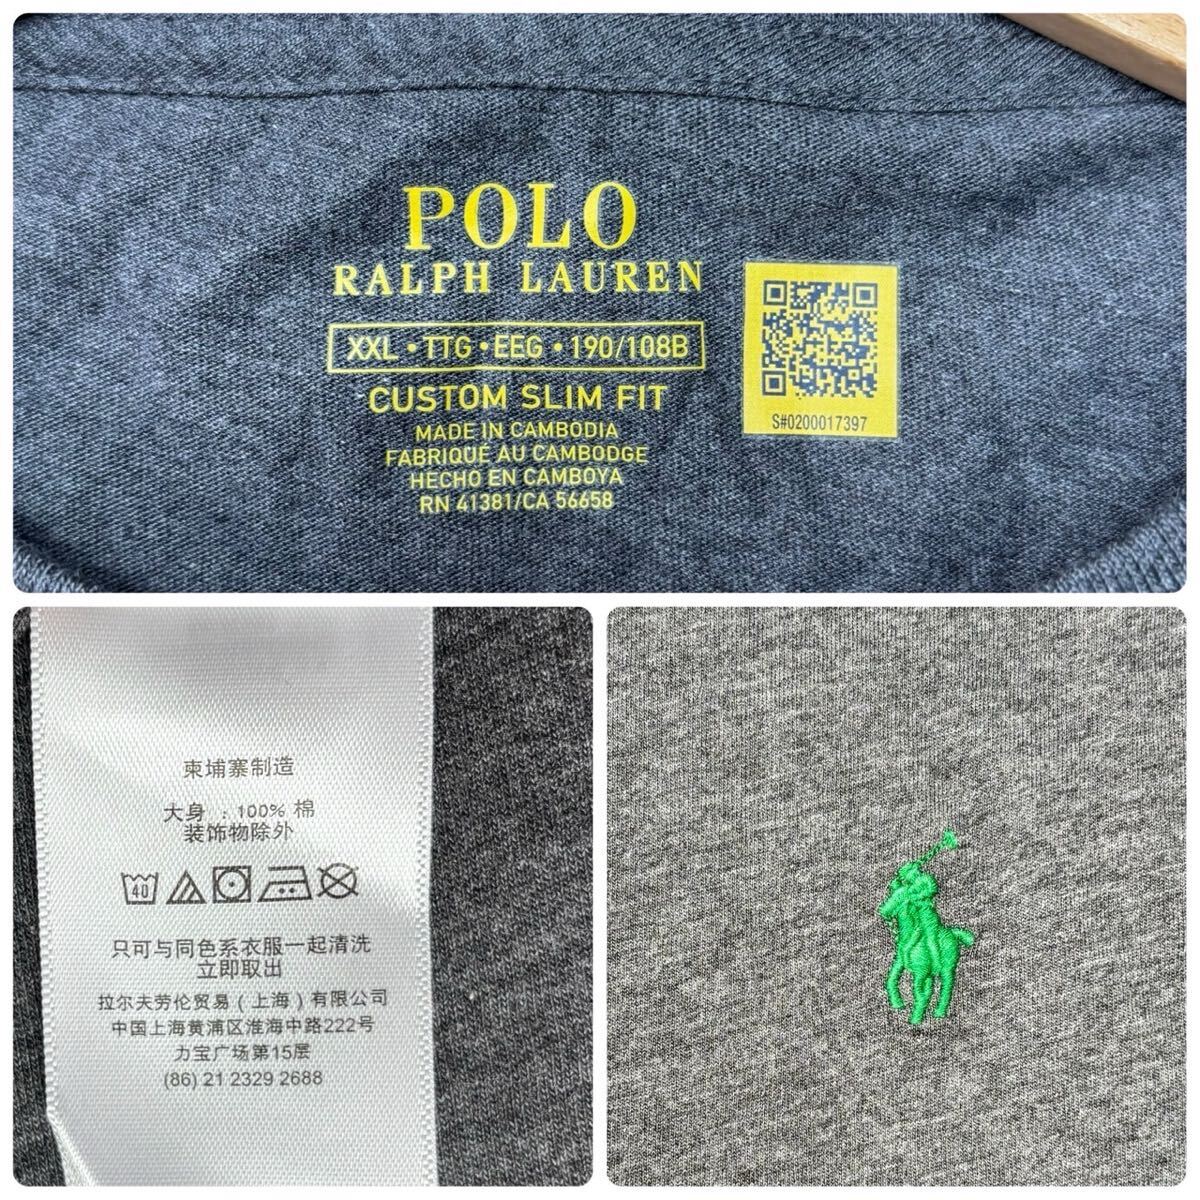 POLO
RALPH LAUREN
XXL • TTG • EEG • 190/108B
CUSTOM SLIM FIT
MADE IN CAMBODIA
FABRIQUÉ AU CAMBODGE
HECHO EN CAMBOYA
RN 41381/CA 56658
S#0200017397
柬埔寨制造
大身 : 100% 棉
装饰物除外
40
只可与同色系衣服一起清洗
立即取出
拉尔夫劳伦贸易（上海）有限公司
中国上海黄浦区淮海中路222号
力宝广场第15层
(86) 21 2329 2688